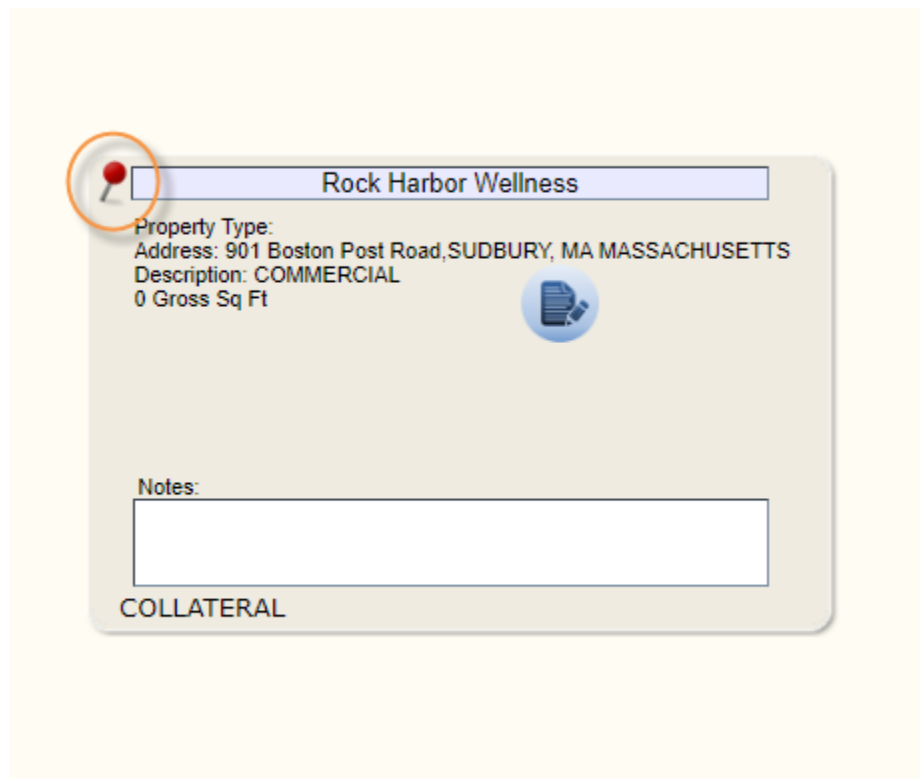 Rock Harbor Wellness
Property Type:
Address: 901 Boston Post Road,SUDBURY, MA MASSACHUSETTS
Description: COMMERCIAL
0 Gross Sq Ft
Notes:
COLLATERAL